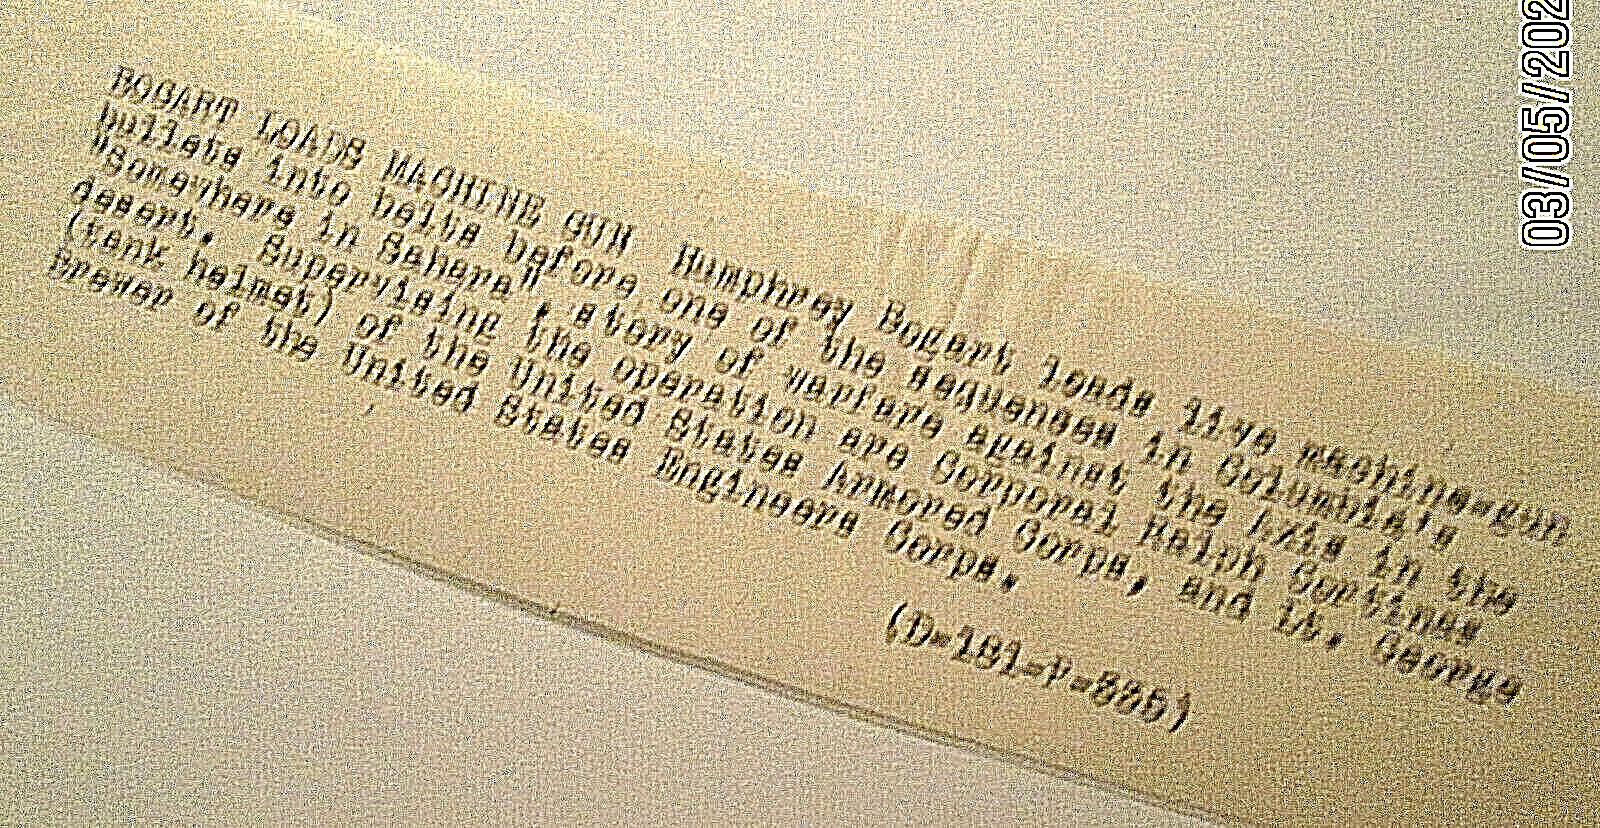 BOGART LOADS MACHINE GUN  Humphrey Bogart loads live machine-gun
bullets into belts before one of the sequences in Columbia's
"Somewhere in Sahara", story of warfare against the Axis in the
desert.  Supervising the operation are Corporal Ralph
(tank helmet) of the United States Armored Corps, and Lt. George
Brewer of the United States Engineers Corps.
(D-191-P-
03/05/202